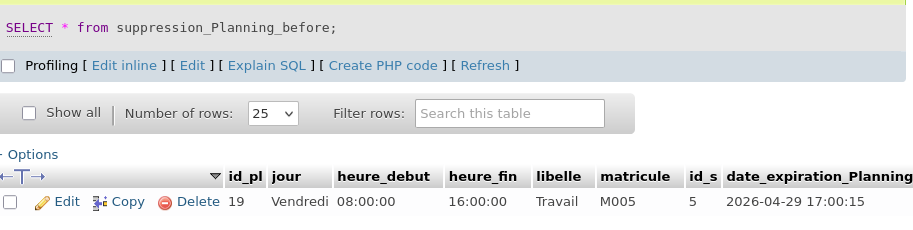 SELECT * from suppression_Planning_before;
Profiling [ Edit inline ] [ Edit ] [ Explain SQL ] [ Create PHP code ] [ Refresh ]
Show all Number of rows: 25 Filter rows: Search this table
Options
id_pl jour heure_debut heure_fin libelle matricule id_s date_expiration_Planning
Edit Copy Delete 19 Vendredi 08:00:00 16:00:00 Travail M005 5 2026-04-29 17:00:15